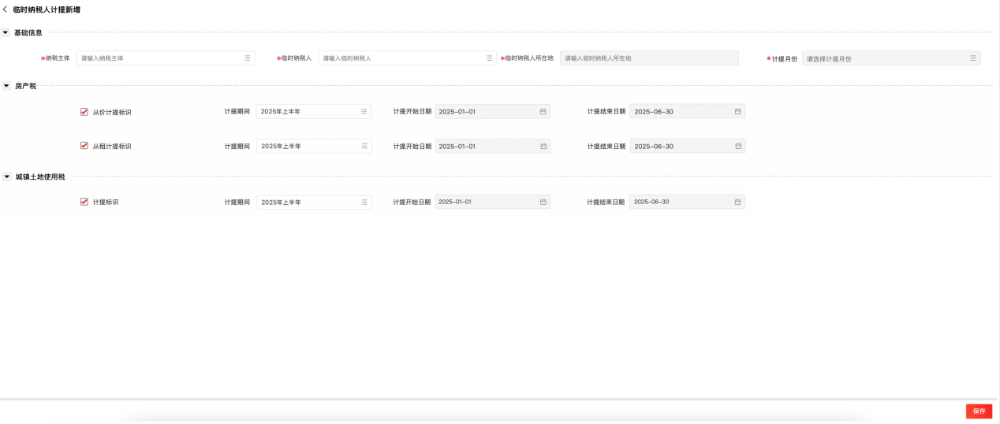 临时纳税人计提新增
基础信息
*纳税主体 请输入纳税主体 *临时纳税人 请输入临时纳税人 *临时纳税人所在地 请输入临时纳税人所在地 *计提月份 请选择计提月份
房产税
从价计提标识 计提期间 2025年上半年 计提开始日期 2025-01-01 计提结束日期 2025-06-30
从租计提标识 计提期间 2025年上半年 计提开始日期 2025-01-01 计提结束日期 2025-06-30
城镇土地使用税
计提标识 计提期间 2025年上半年 计提开始日期 2025-01-01 计提结束日期 2025-06-30
保存